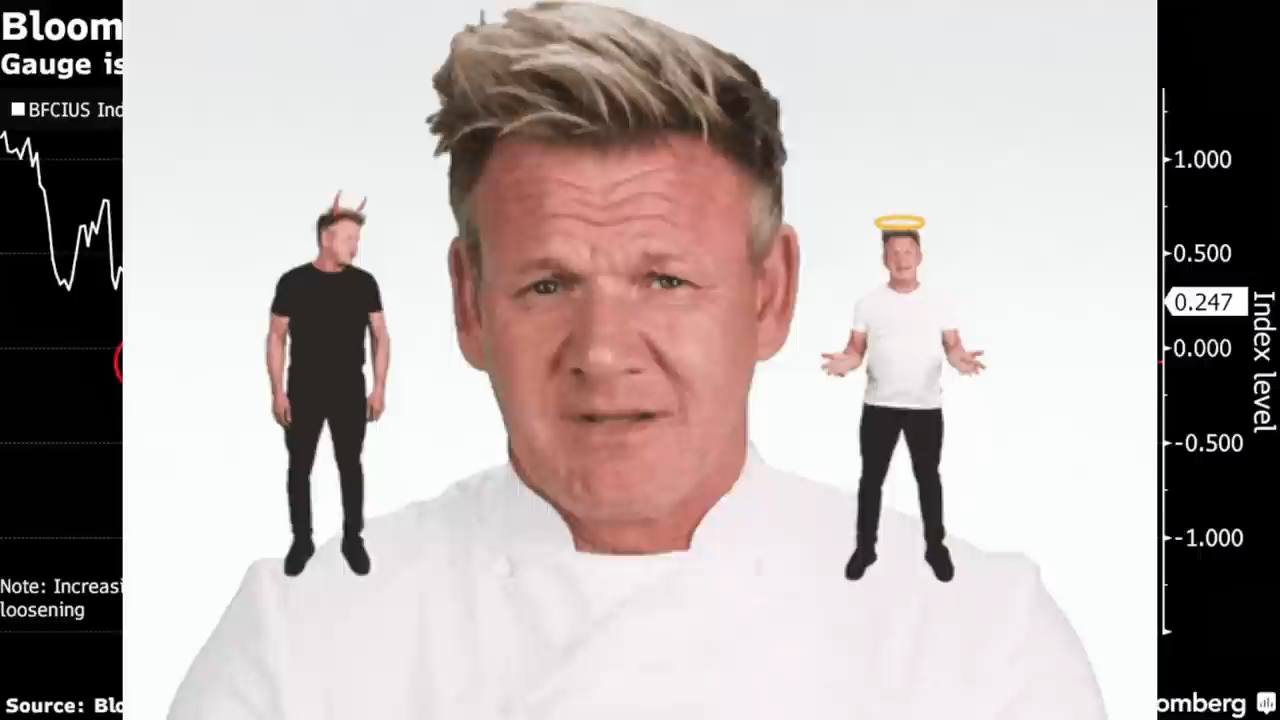 Bloom
Gauge is
BFCIUS Ind
1.000
0.500
0.247
0.000
-0.500
-1.000
Index level
Note: Increasi
loosening
Source: Blo
omberg